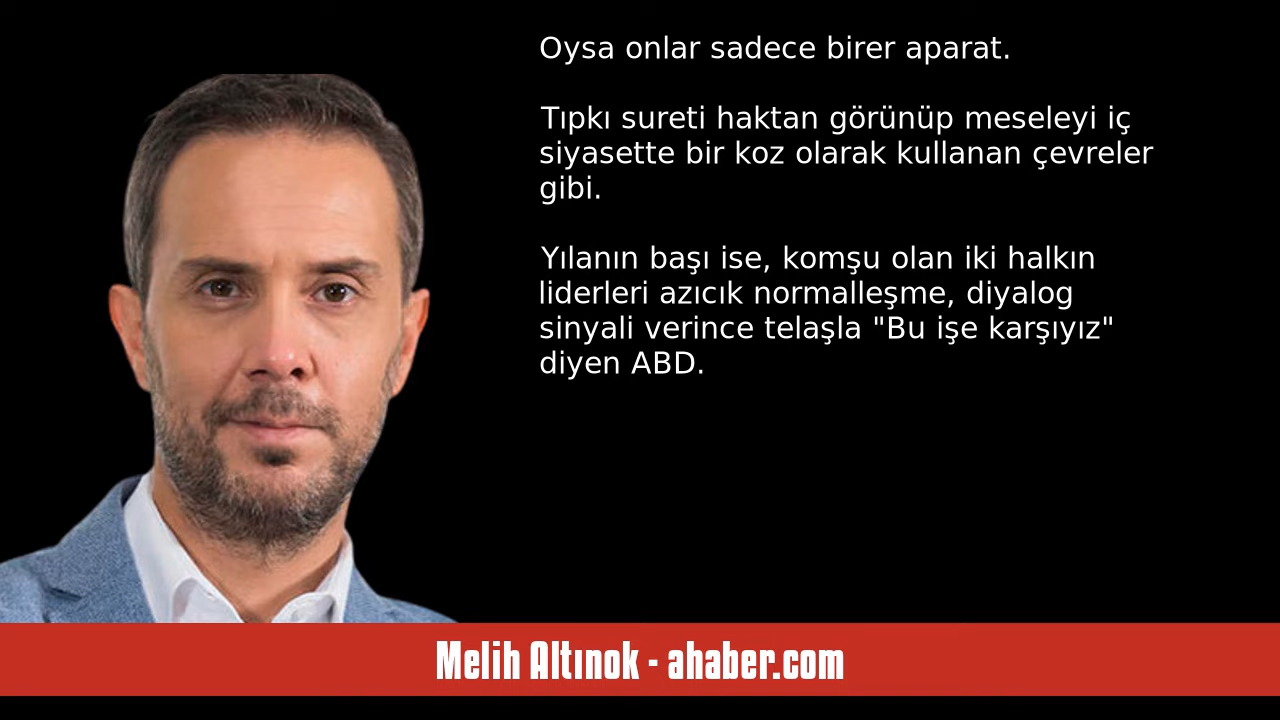 Oysa onlar sadece birer aparat.
Tıpkı sureti haktan görünüp meseleyi iç
siyasette bir koz olarak kullanan çevreler
gibi.
Yılanın başı ise, komşu olan iki halkın
liderleri azıcık normalleşme, diyalog
sinyali verince telaşla "Bu işe karşıyız"
diyen ABD.
Melih Altınok - ahaber.com